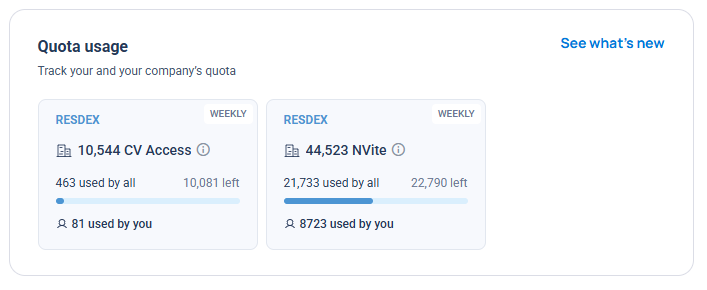 Quota usage
See what's new
Track your and your company's quota
RESDEX
WEEKLY
10,544 CV Access
463 used by all
10,081 left
81 used by you
RESDEX
WEEKLY
44,523 NVite
21,733 used by all
22,790 left
8723 used by you